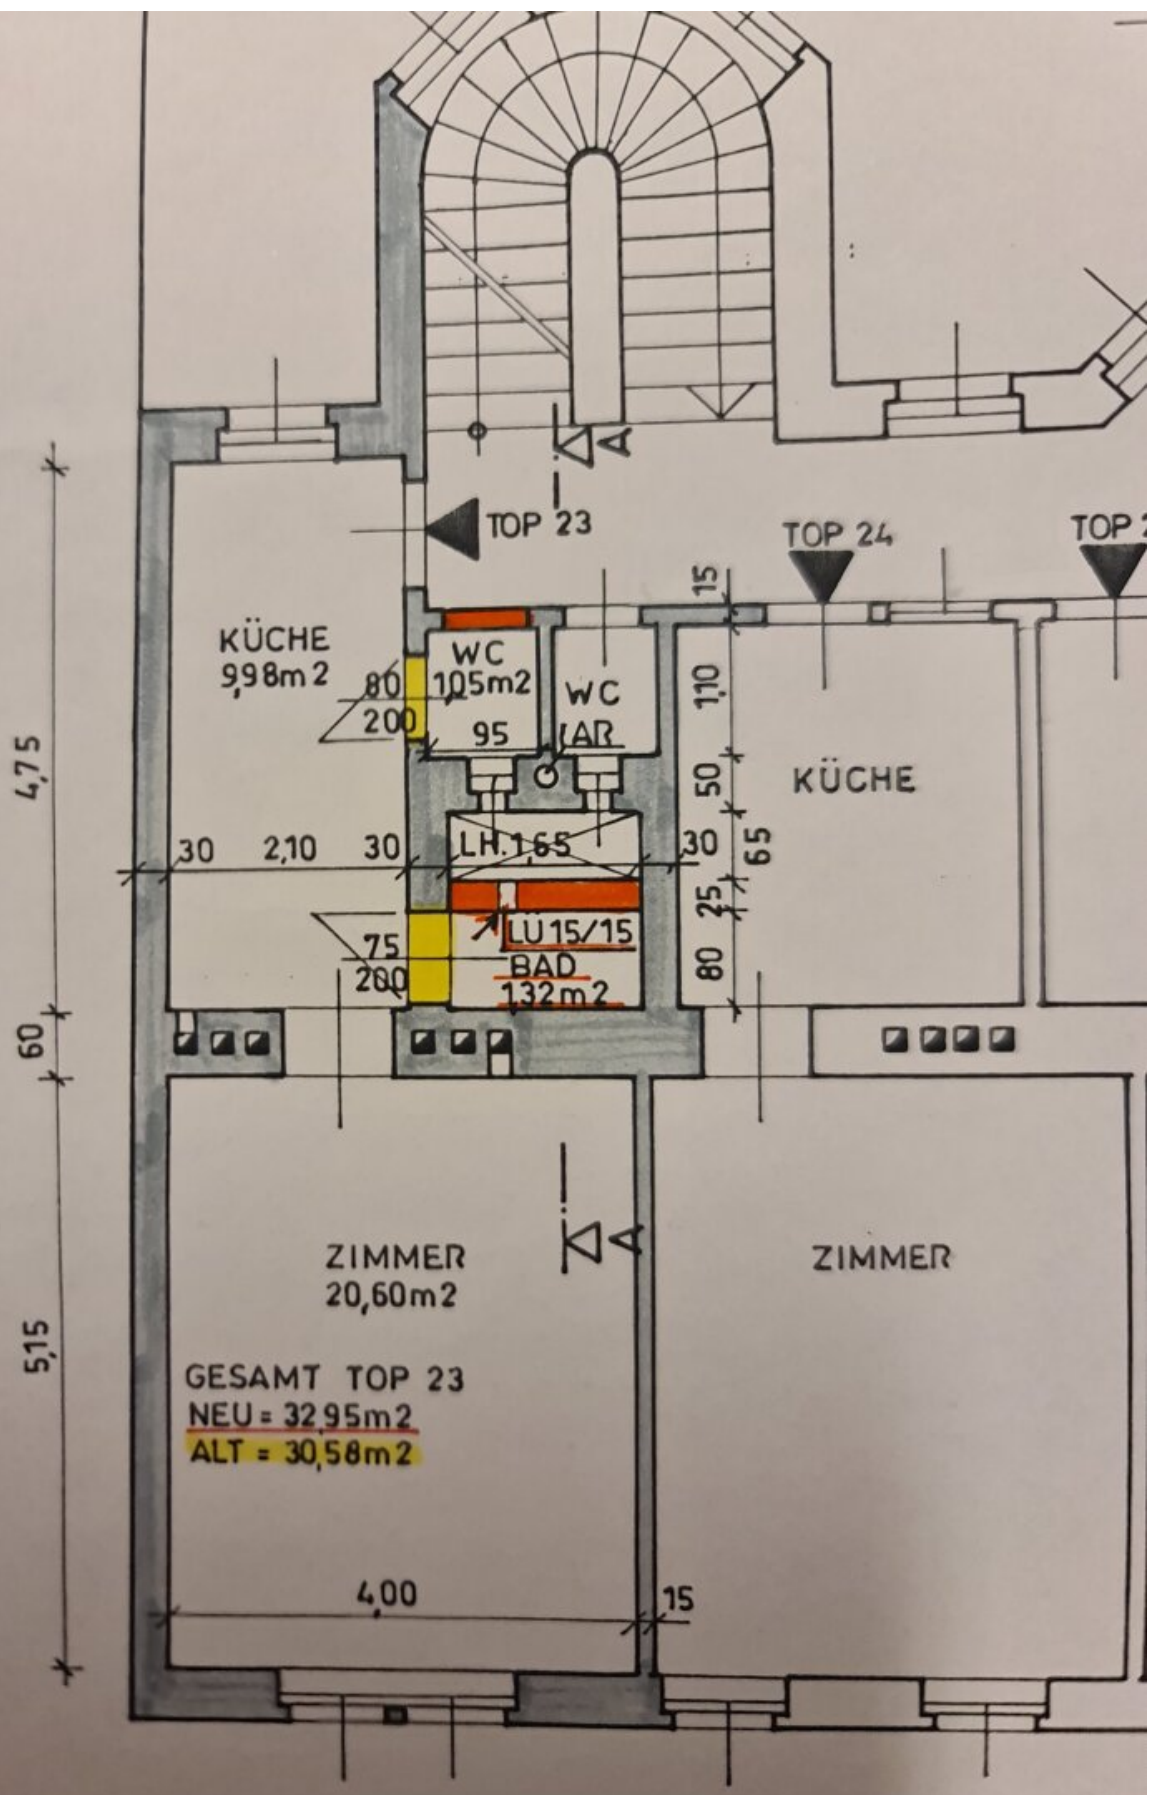 A
TOP 23
TOP 24
TOP 2
15
KÜCHE
9,98m2
80
200
WC
1,05m2
95
WC
AR
1,10
50
KÜCHE
4,75
30
2,10
30
LH.1,65
30
65
25
LÜ 15/15
BAD
1,32m2
75
200
80
60
A
ZIMMER
20,60m2
ZIMMER
5,15
GESAMT TOP 23
NEU = 32,95m2
ALT = 30,58m2
4,00
15